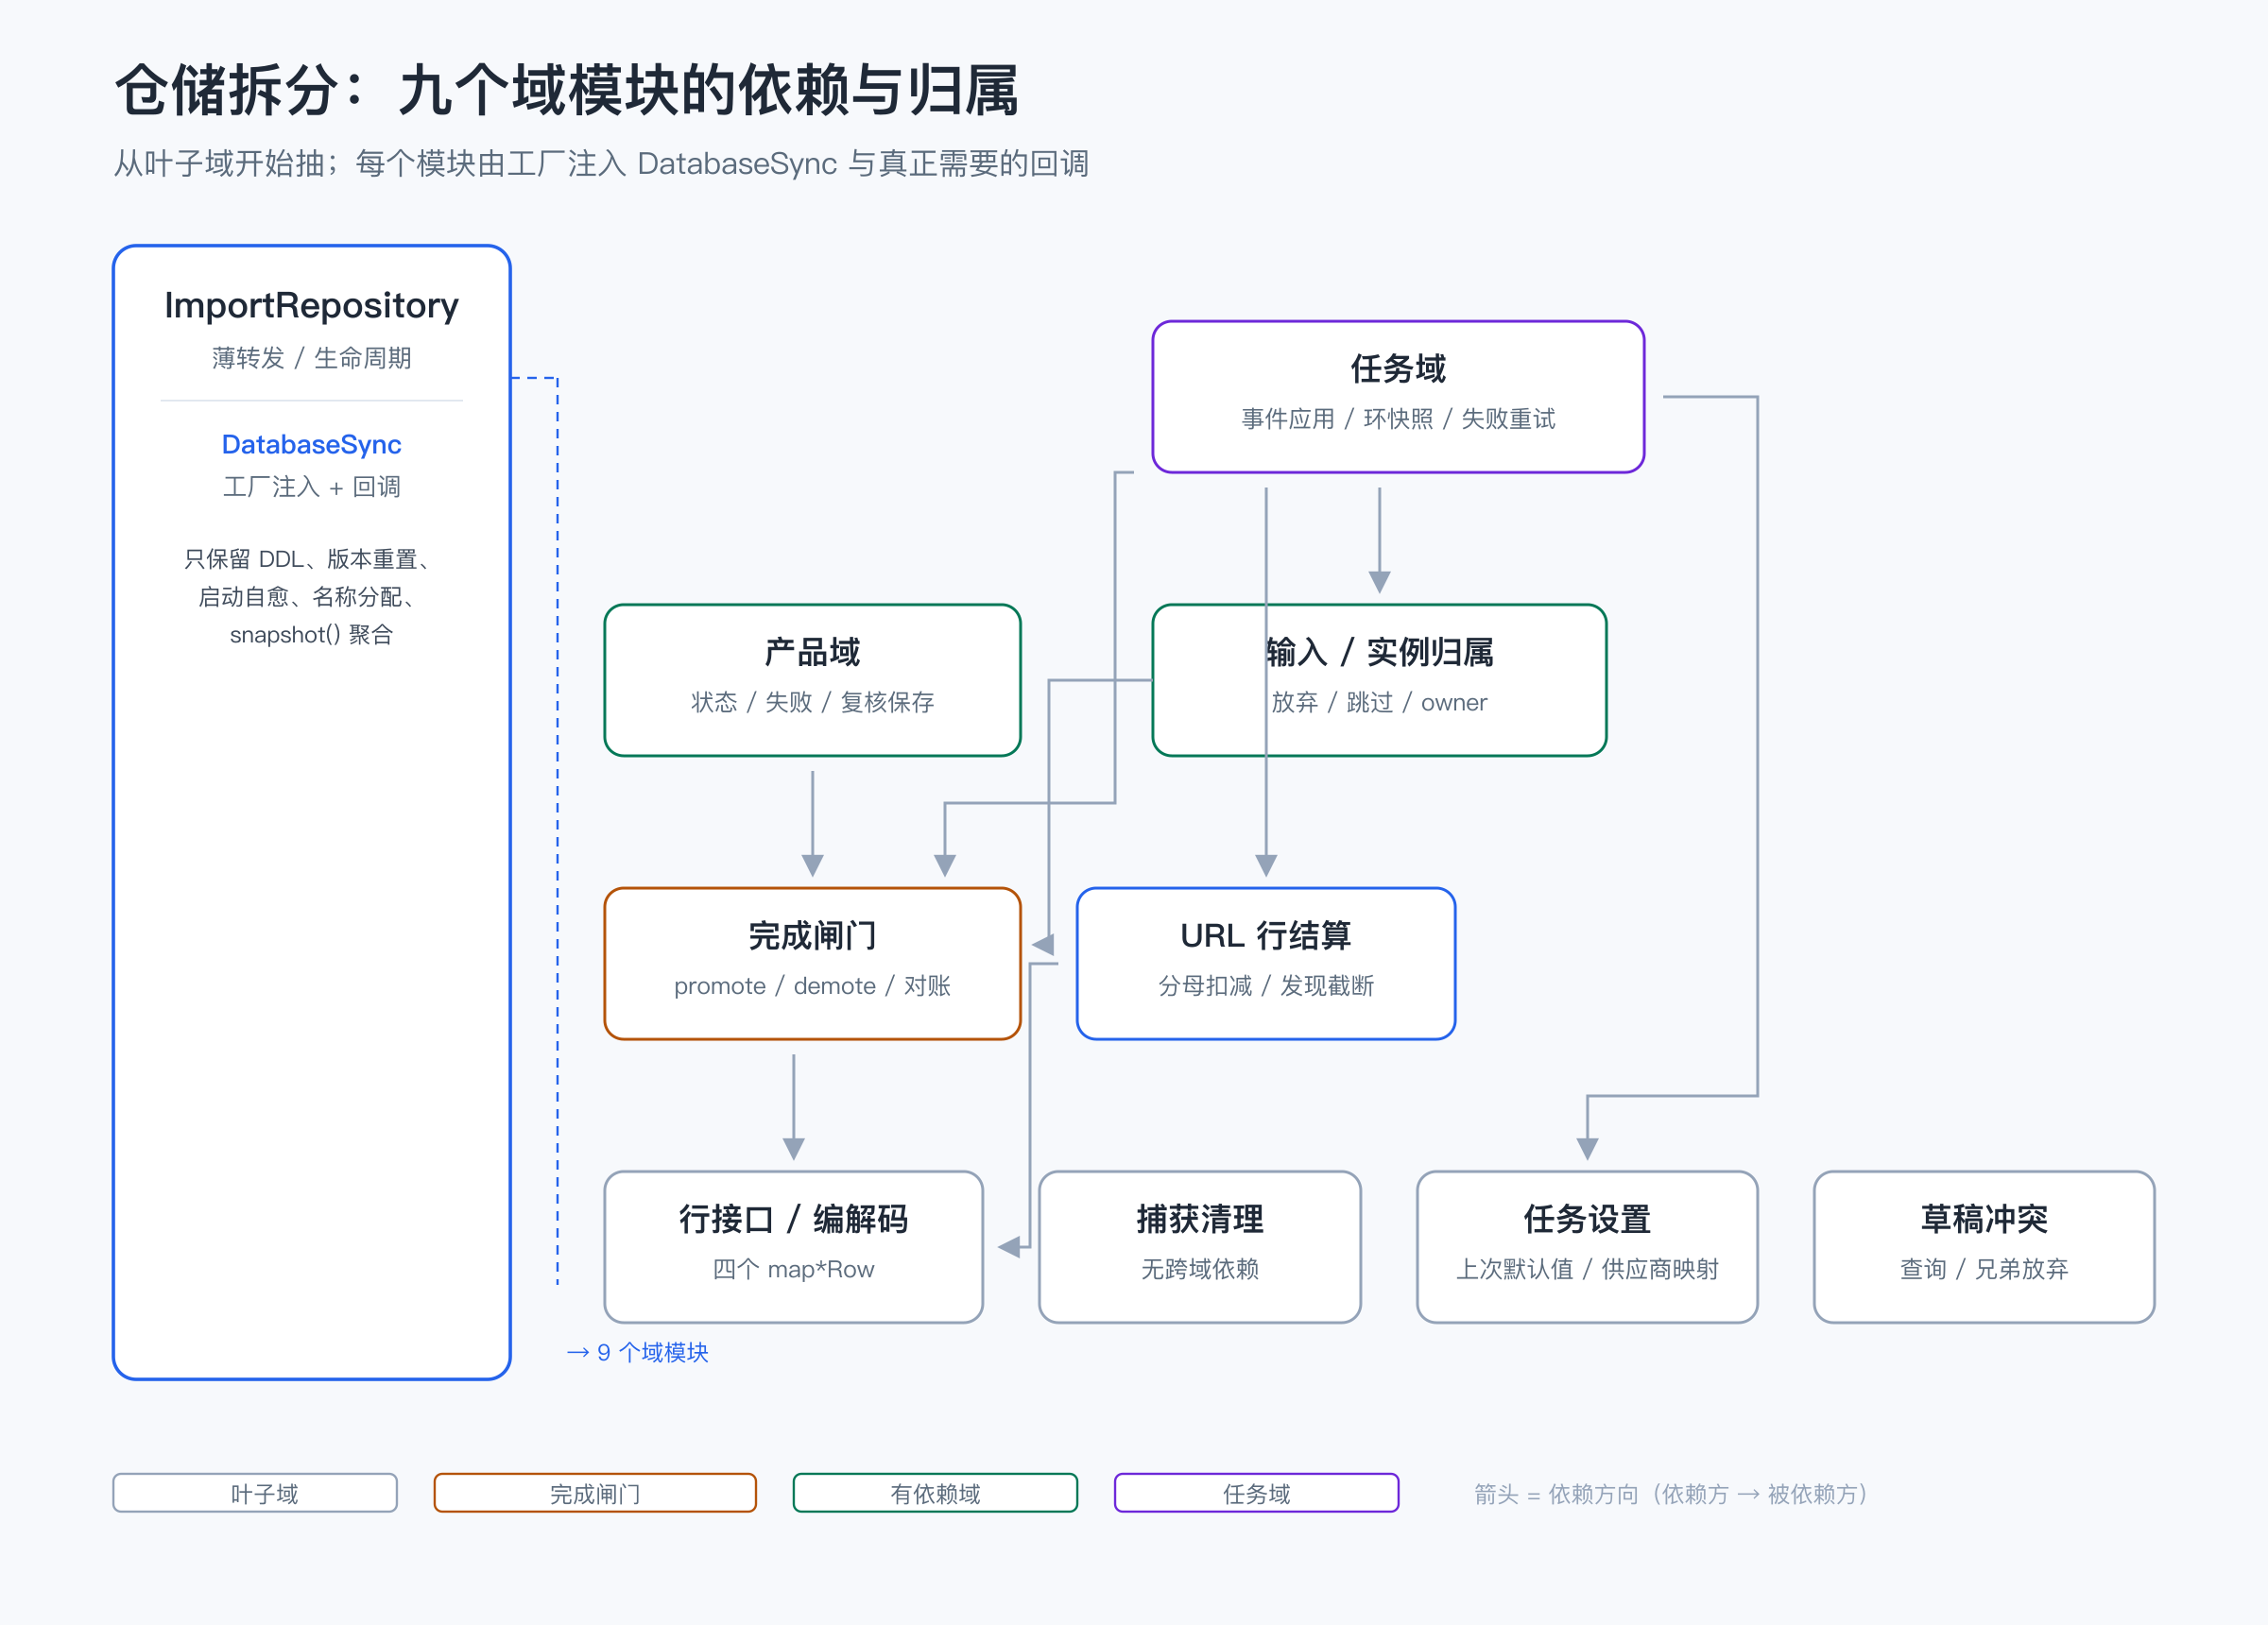 仓储拆分：九个域模块的依赖与归属
从叶子域开始抽；每个模块由工厂注入 DatabaseSync 与真正需要的回调
ImportRepository
薄转发 / 生命周期
DatabaseSync
工厂注入 + 回调
只保留 DDL、版本重置、
启动自愈、名称分配、
snapshot() 聚合
任务域
事件应用 / 环快照 / 失败重试
产品域
状态 / 失败 / 复核保存
输入 / 实例归属
放弃 / 跳过 / owner
完成闸门
promote / demote / 对账
URL 行结算
分母扣减 / 发现截断
行接口 / 编解码
四个 map*Row
捕获清理
无跨域依赖
任务设置
上次默认值 / 供应商映射
草稿冲突
查询 / 兄弟放弃
→ 9 个域模块
叶子域
完成闸门
有依赖域
任务域
箭头 = 依赖方向（依赖方 → 被依赖方）